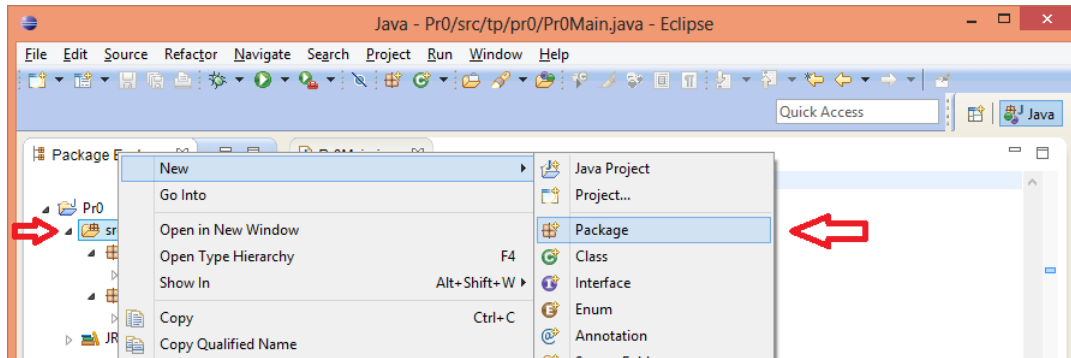 Java - Pr0/src/tp/pr0/Pr0Main.java - Eclipse
File Edit Source Refactor Navigate Search Project Run Window Help
Quick Access
Java
Package
New
Java Project
Go Into
Project...
Pr0
src
Open in New Window
Package
Open Type Hierarchy F4
Class
Show In Alt+Shift+W
Interface
Enum
Copy Ctrl+C
Annotation
JR
Copy Qualified Name